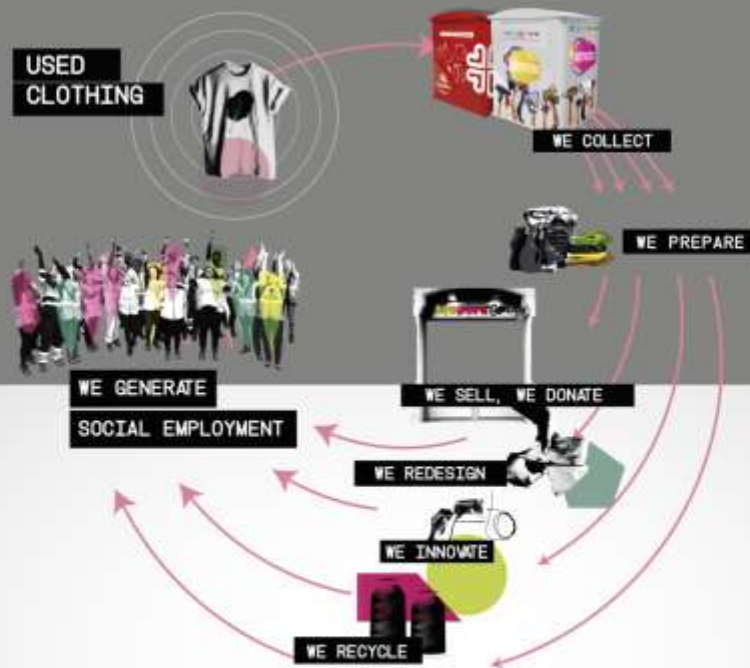 USED
CLOTHING
WE COLLECT
WE PREPARE
WE SELL, WE DONATE
WE GENERATE
SOCIAL EMPLOYMENT
WE REDESIGN
WE INNOVATE
WE RECYCLE